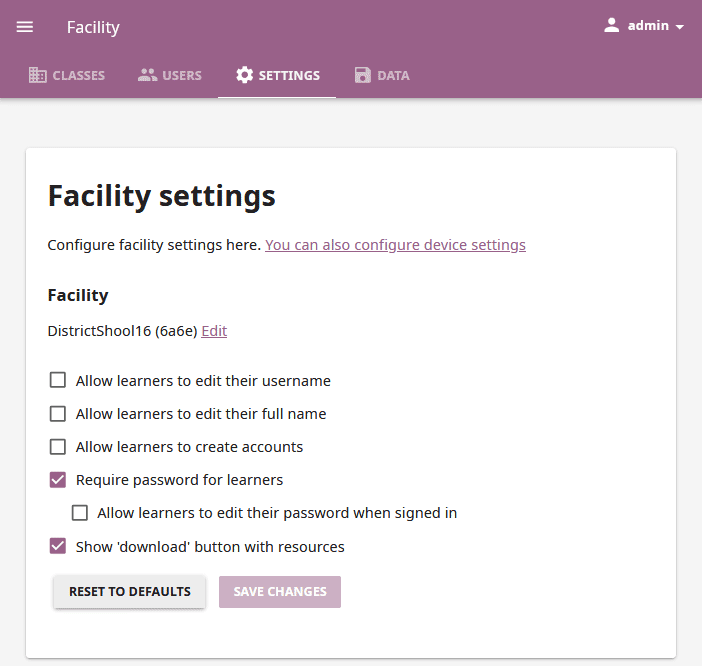 Facility
admin
CLASSES USERS SETTINGS DATA
Facility settings
Configure facility settings here. You can also configure device settings
Facility
DistrictShool16 (6a6e) Edit
Allow learners to edit their username
Allow learners to edit their full name
Allow learners to create accounts
Require password for learners
Allow learners to edit their password when signed in
Show 'download' button with resources
RESET TO DEFAULTS SAVE CHANGES